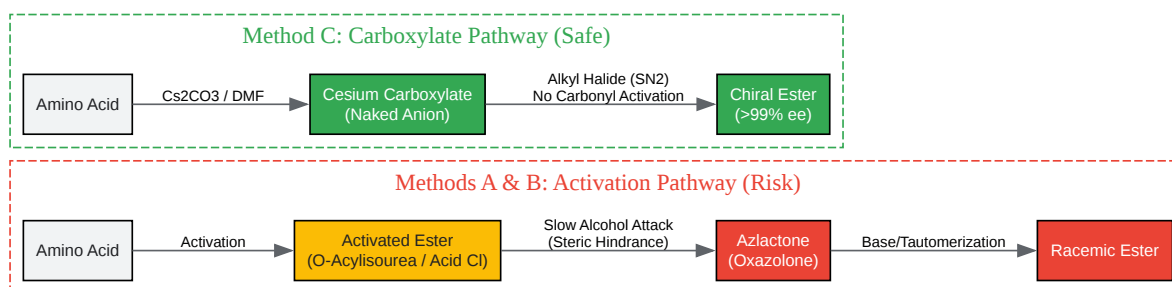 Method C: Carboxylate Pathway (Safe)
Amino Acid
Cs2CO3 / DMF
Cesium Carboxylate
(Naked Anion)
Alkyl Halide (SN2)
No Carbonyl Activation
Chiral Ester
(>99% ee)
Methods A & B: Activation Pathway (Risk)
Amino Acid
Activation
Activated Ester
(O-Acylisourea / Acid Cl)
Slow Alcohol Attack
(Steric Hindrance)
Azlactone
(Oxazolone)
Base/Tautomerization
Racemic Ester